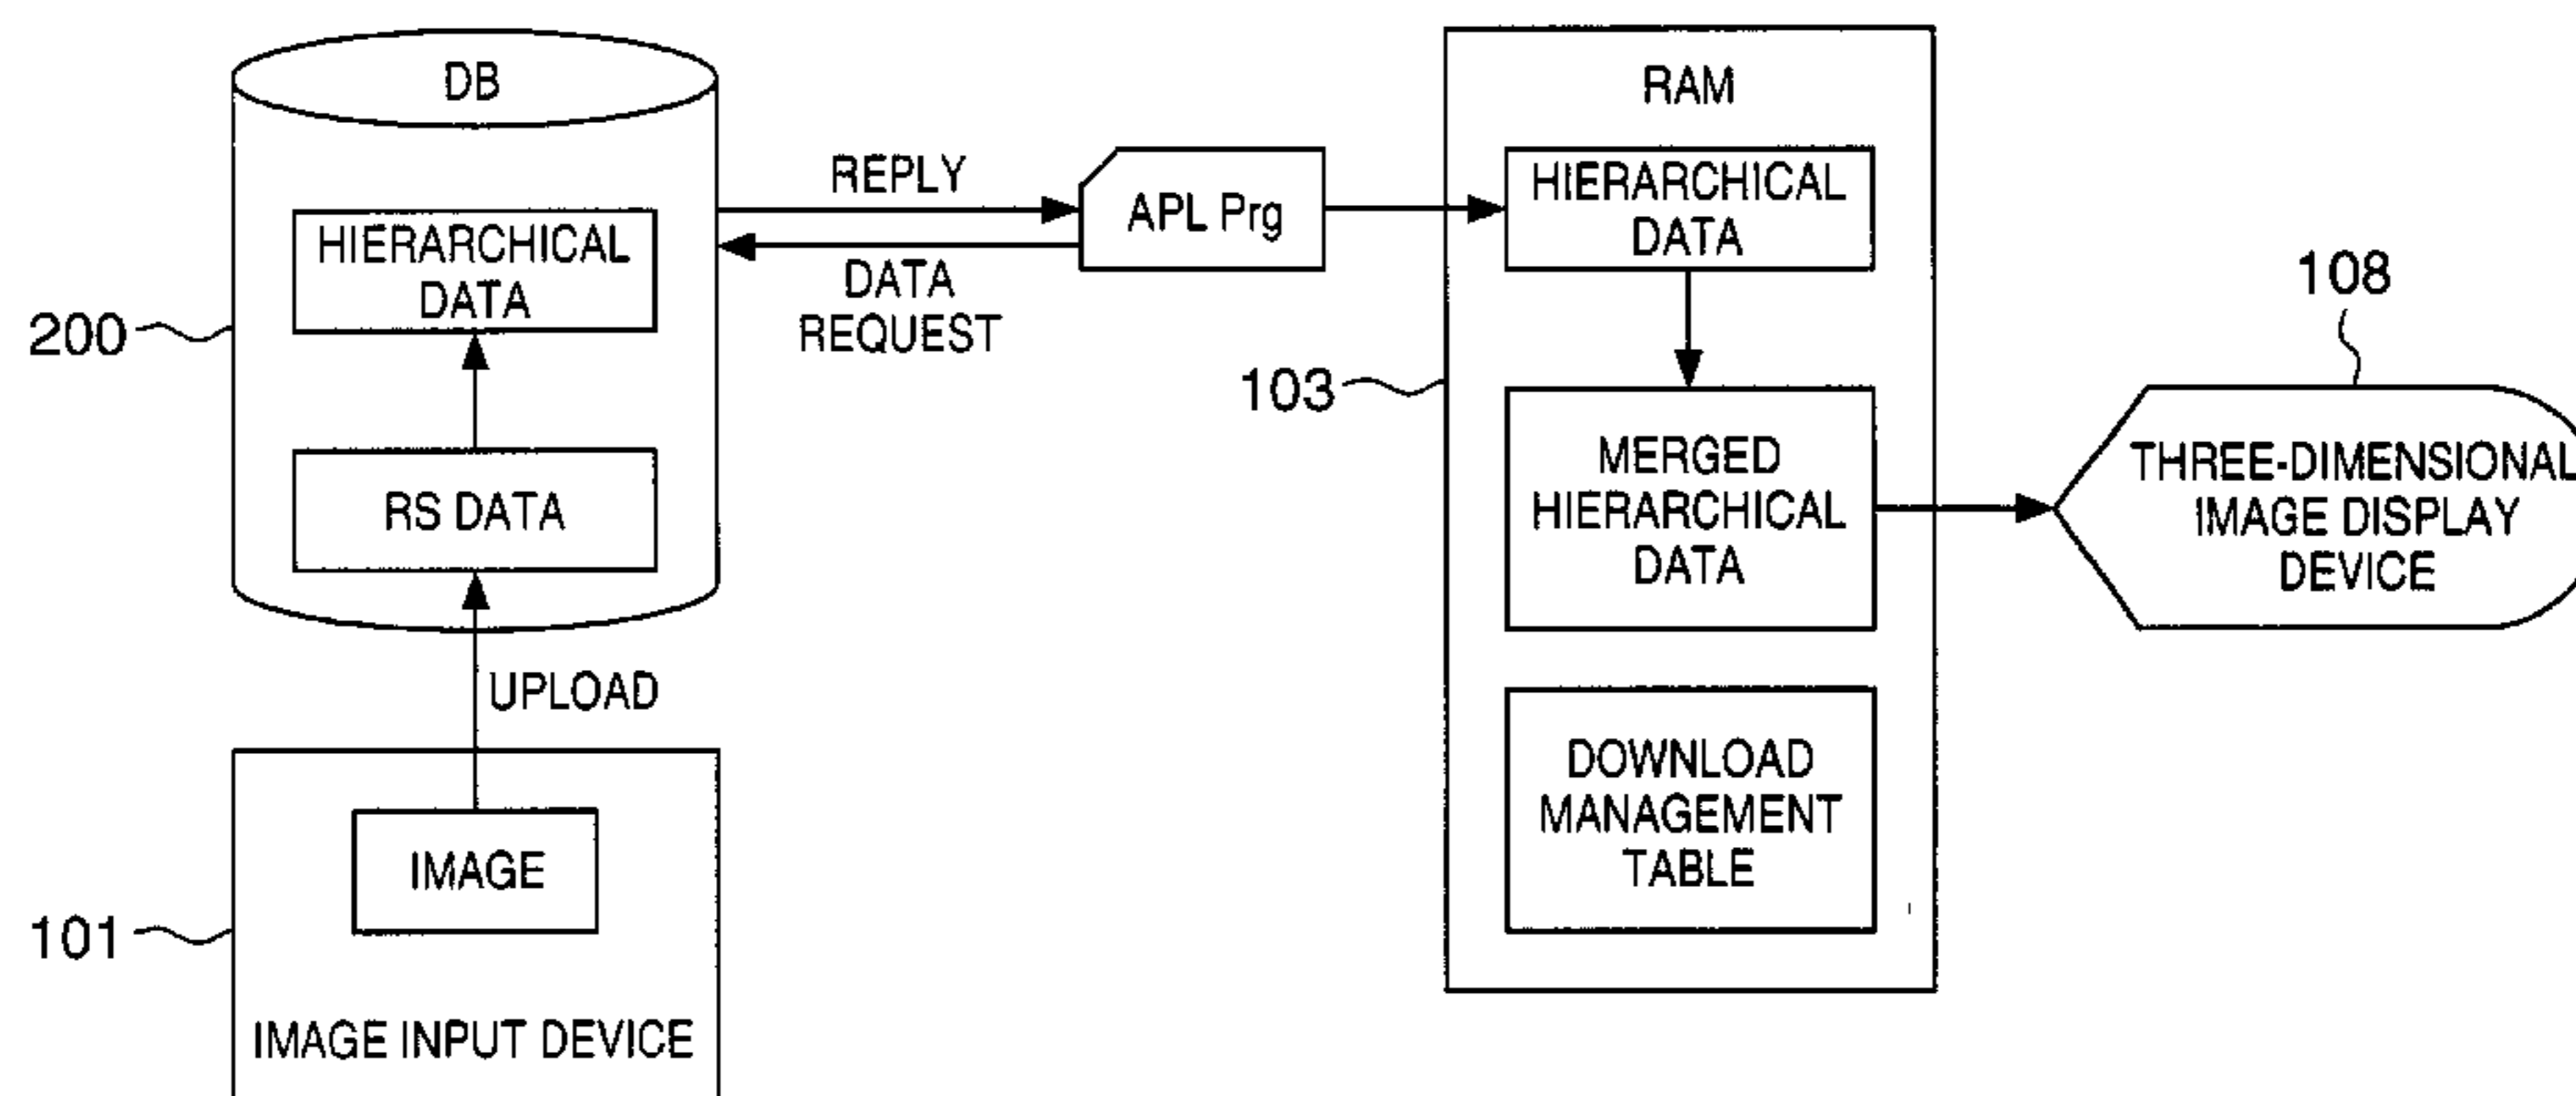 DB
HIERARCHICAL
DATA
RS DATA
200
REPLY
DATA
REQUEST
APL Prg
UPLOAD
IMAGE
101
IMAGE INPUT DEVICE
RAM
HIERARCHICAL
DATA
103
MERGED
HIERARCHICAL
DATA
DOWNLOAD
MANAGEMENT
TABLE
108
THREE-DIMENSIONAL
IMAGE DISPLAY
DEVICE